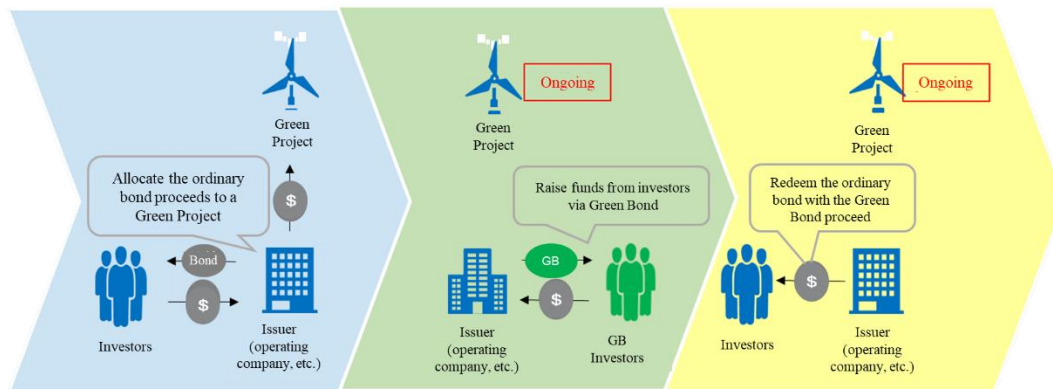 Green
Project
Allocate the ordinary
bond proceeds to a
Green Project
$
Bond
$
Investors
Issuer
(operating
company, etc.)
Ongoing
Green
Project
Raise funds from investors
via Green Bond
GB
$
Issuer
(operating
company, etc.)
GB
Investors
Ongoing
Green
Project
Redeem the ordinary
bond with the Green
Bond proceed
$
Investors
Issuer
(operating
company, etc.)